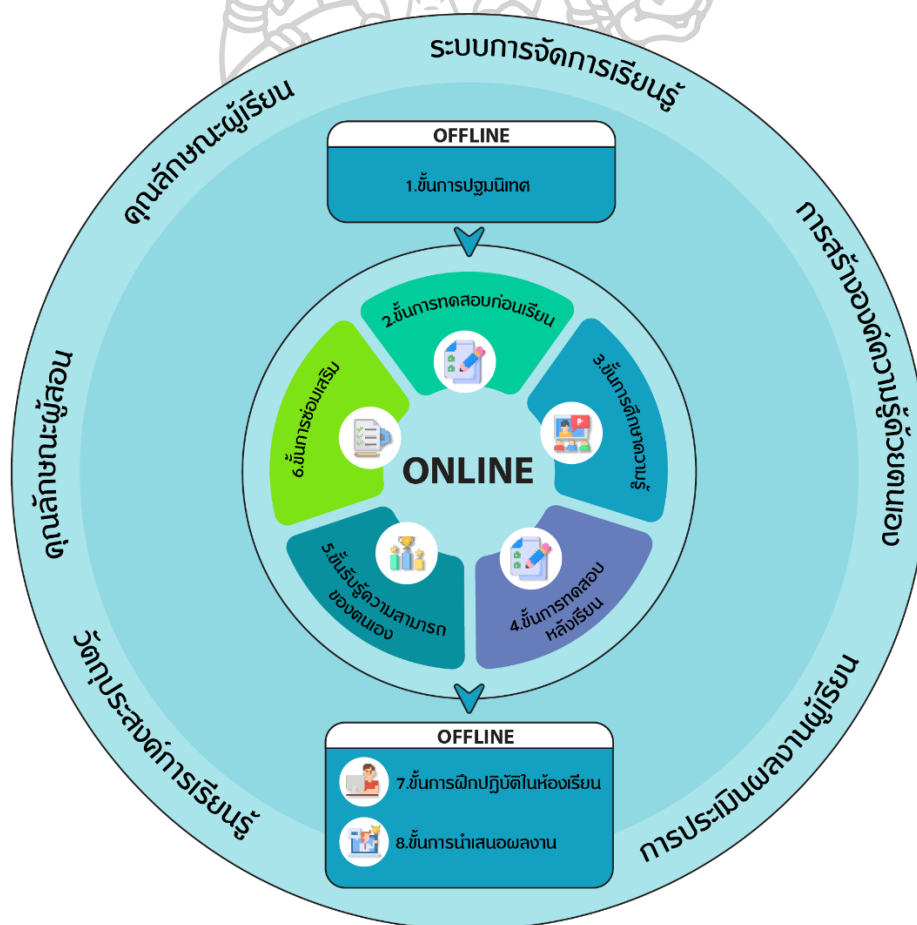 ระบบการจัดการเรียนรู้
คุณลักษณะผู้เรียน
OFFLINE
1.ขั้นการปฐมนิเทศ
การสร้างองค์ความรู้ด้วยตนเอง
2.ขั้นการทดสอบก่อนเรียน
3.ขั้นการศึกษาความรู้
6.ขั้นการซ่อมเสริม
ONLINE
คุณลักษณะผู้สอน
5.ขั้นรับรู้ความสามารถ
ของตนเอง
4.ขั้นการทดสอบ
หลังเรียน
วัตถุประสงค์การเรียนรู้
การประเมินผลงานผู้เรียน
OFFLINE
7.ขั้นการฝึกปฏิบัติในห้องเรียน
8.ขั้นการนำเสนอผลงาน